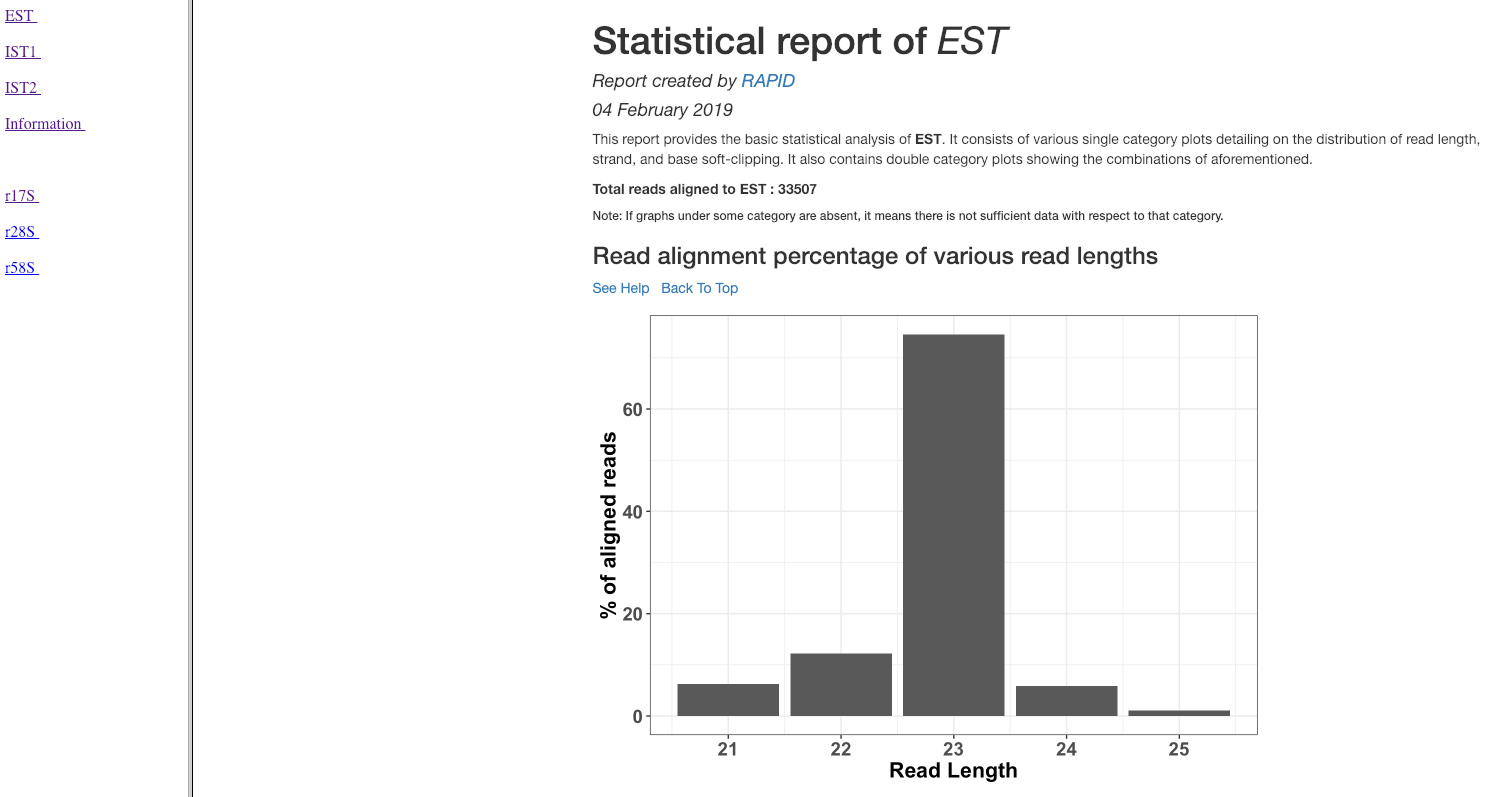 EST
IST1
IST2
Information
r17S
r28S
r58S
Statistical report of EST
Report created by RAPID
04 February 2019
This report provides the basic statistical analysis of EST. It consists of various single category plots detailing on the distribution of read length,
strand, and base soft-clipping. It also contains double category plots showing the combinations of aforementioned.
Total reads aligned to EST : 33507
Note: If graphs under some category are absent, it means there is not sufficient data with respect to that category.
Read alignment percentage of various read lengths
See Help Back To Top
% of aligned reads
60
40
20
0
21 22 23 24 25
Read Length